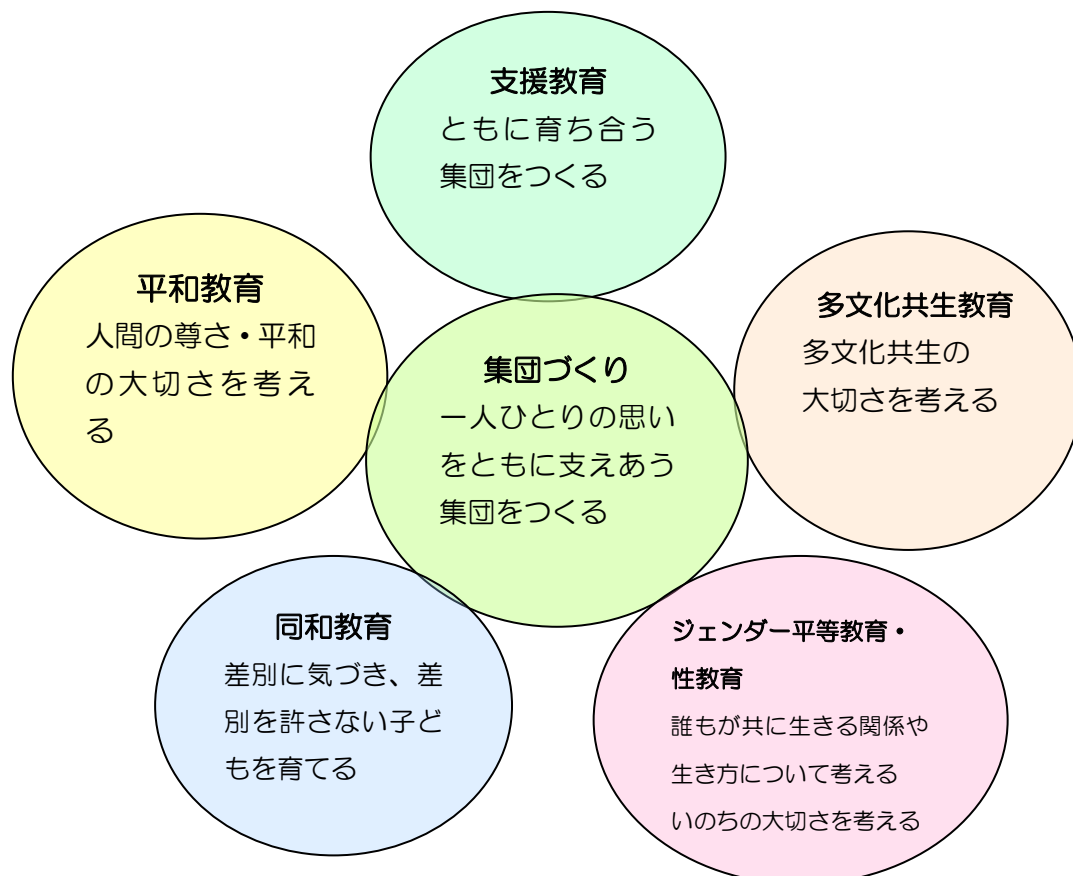 支援教育
ともに育ち合う
集団をつくる
平和教育
人間の尊さ・平和
の大切さを考え
る
多文化共生教育
多文化共生の
大切さを考える
集団づくり
一人ひとりの思い
をともに支えあう
集団をつくる
同和教育
差別に気づき、差
別を許さない子ど
もを育てる
ジェンダー平等教育・
性教育
誰もが共に生きる関係や
生き方について考える
いのちの大切さを考える